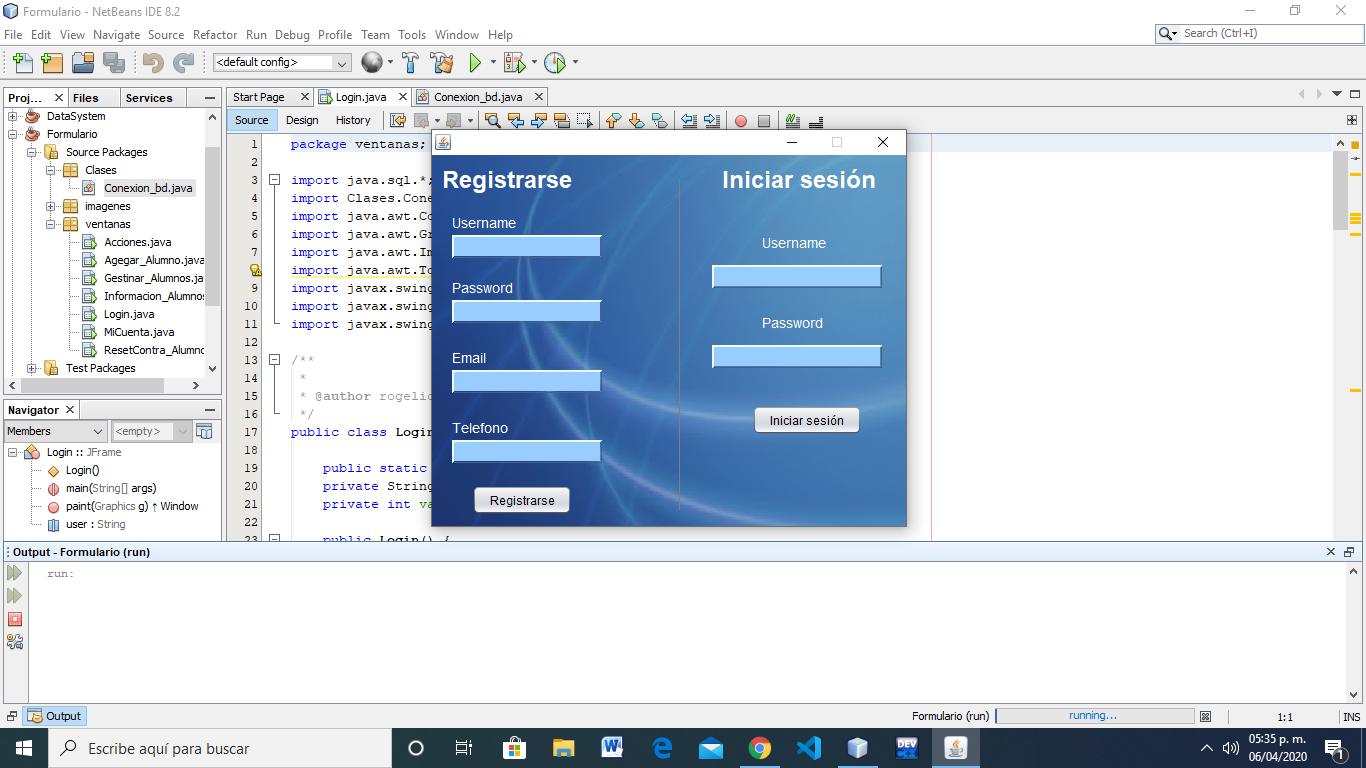 Formulario - NetBeans IDE 8.2
File Edit View Navigate Source Refactor Run Debug Profile Team Tools Window Help
Search (Ctrl+I)
<default config>
Proj... Files Services
DataSystem
Formulario
Source Packages
Clases
Conexion_bd.java
imagenes
ventanas
Acciones.java
Agegar_Alumno.java
Gestinar_Alumnos.ja
Informacion_Alumnos
Login.java
MiCuenta.java
ResetContra_Alumno
Test Packages
Navigator
Members <empty>
Login :: JFrame
Login()
main(String[] args)
paint(Graphics g) ↑ Window
user : String
Start Page Login.java Conexion_bd.java
Source Design History
1 package ventanas;
2
3 import java.sql.*;
4 import Clases.Cone
5 import java.awt.Co
6 import java.awt.Gr
7 import java.awt.Im
import java.awt.To
9 import javax.swing
10 import javax.swing
11 import javax.swing
12
13 /**
14 *
15 * @author rogelio
16 */
17 public class Login
18
19 public static
20 private String
21 private int va
22
23 public Login() {
Registrarse
Username
Password
Email
Telefono
Registrarse
Iniciar sesión
Username
Password
Iniciar sesión
Output - Formulario (run)
run:
Output
Formulario (run) running... 1:1 INS
Escribe aquí para buscar
DEV
C++
05:35 p. m.
06/04/2020
1